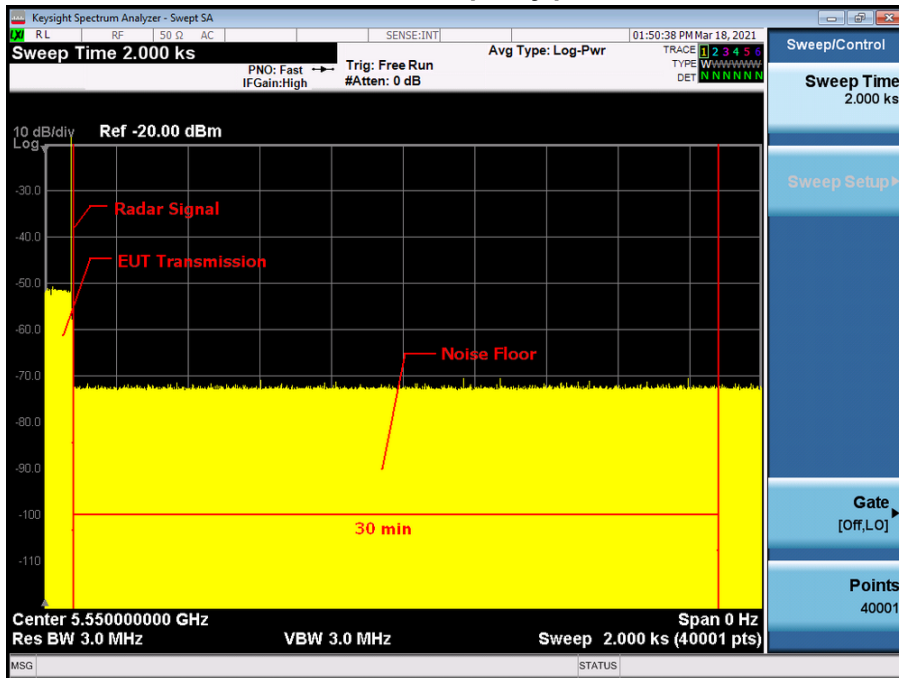 Keysight Spectrum Analyzer - Swept SA
LXI RL RF 50 Ω AC SENSE:INT 01:50:38 PM Mar 18, 2021
Sweep Time 2.000 ks
Avg Type: Log-Pwr
TRACE 1 2 3 4 5 6
TYPE WWWWWW
DET N N N N N N
PNO: Fast
IFGain:High
Trig: Free Run
#Atten: 0 dB
10 dB/div Ref -20.00 dBm
Log
-30.0
-40.0
-50.0
-60.0
-70.0
-80.0
-90.0
-100
-110
Radar Signal
EUT Transmission
Noise Floor
30 min
Center 5.550000000 GHz Span 0 Hz
Res BW 3.0 MHz VBW 3.0 MHz Sweep 2.000 ks (40001 pts)
MSG STATUS
Sweep/Control
Sweep Time
2.000 ks
Sweep Setup
Gate
[Off,LO]
Points
40001